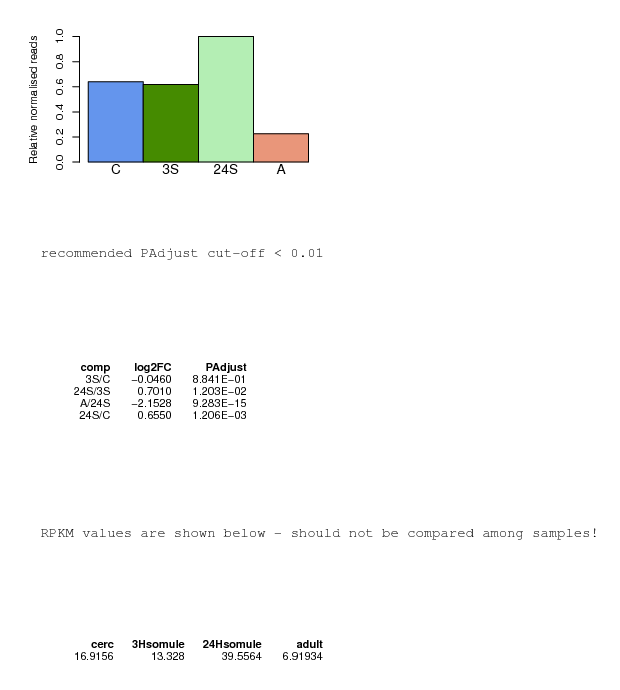 Relative normalised reads
1.0
0.8
0.6
0.4
0.2
0.0
C 3S 24S A
recommended PAdjust cut-off < 0.01
comp log2FC PAdjust
3S/C −0.0460 8.841E−01
24S/3S 0.7010 1.203E−02
A/24S −2.1528 9.283E−15
24S/C 0.6550 1.206E−03
RPKM values are shown below - should not be compared among samples!
cerc 3Hsomule 24Hsomule adult
16.9156 13.328 39.5564 6.91934